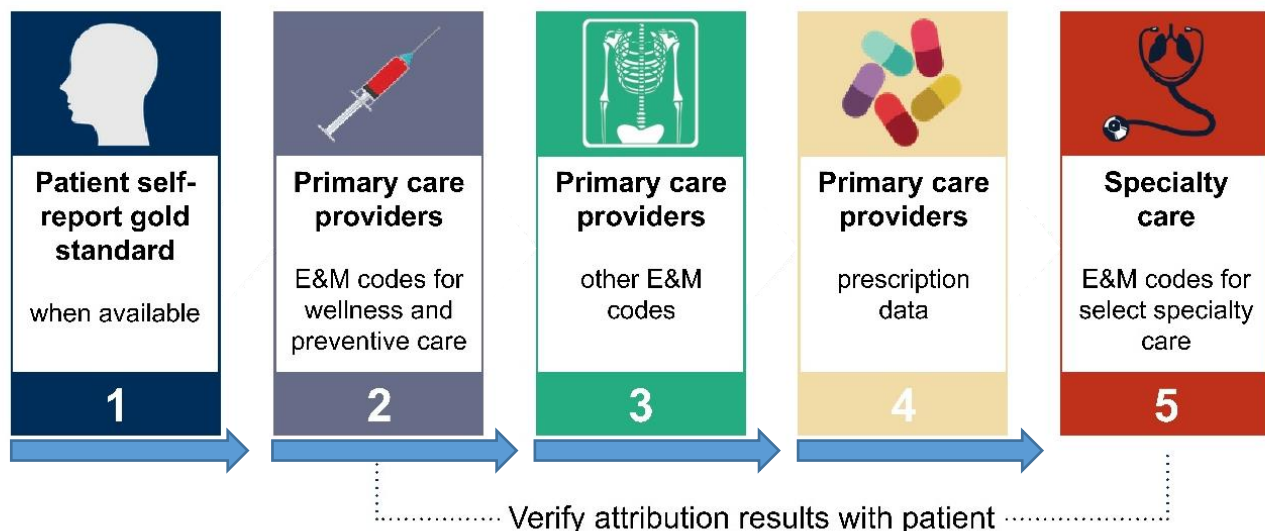 Patient self-
report gold
standard
when available
1
Primary care
providers
E&M codes for
wellness and
preventive care
2
Primary care
providers
other E&M
codes
3
Primary care
providers
prescription
data
4
Specialty
care
E&M codes for
select specialty
care
5
Verify attribution results with patient